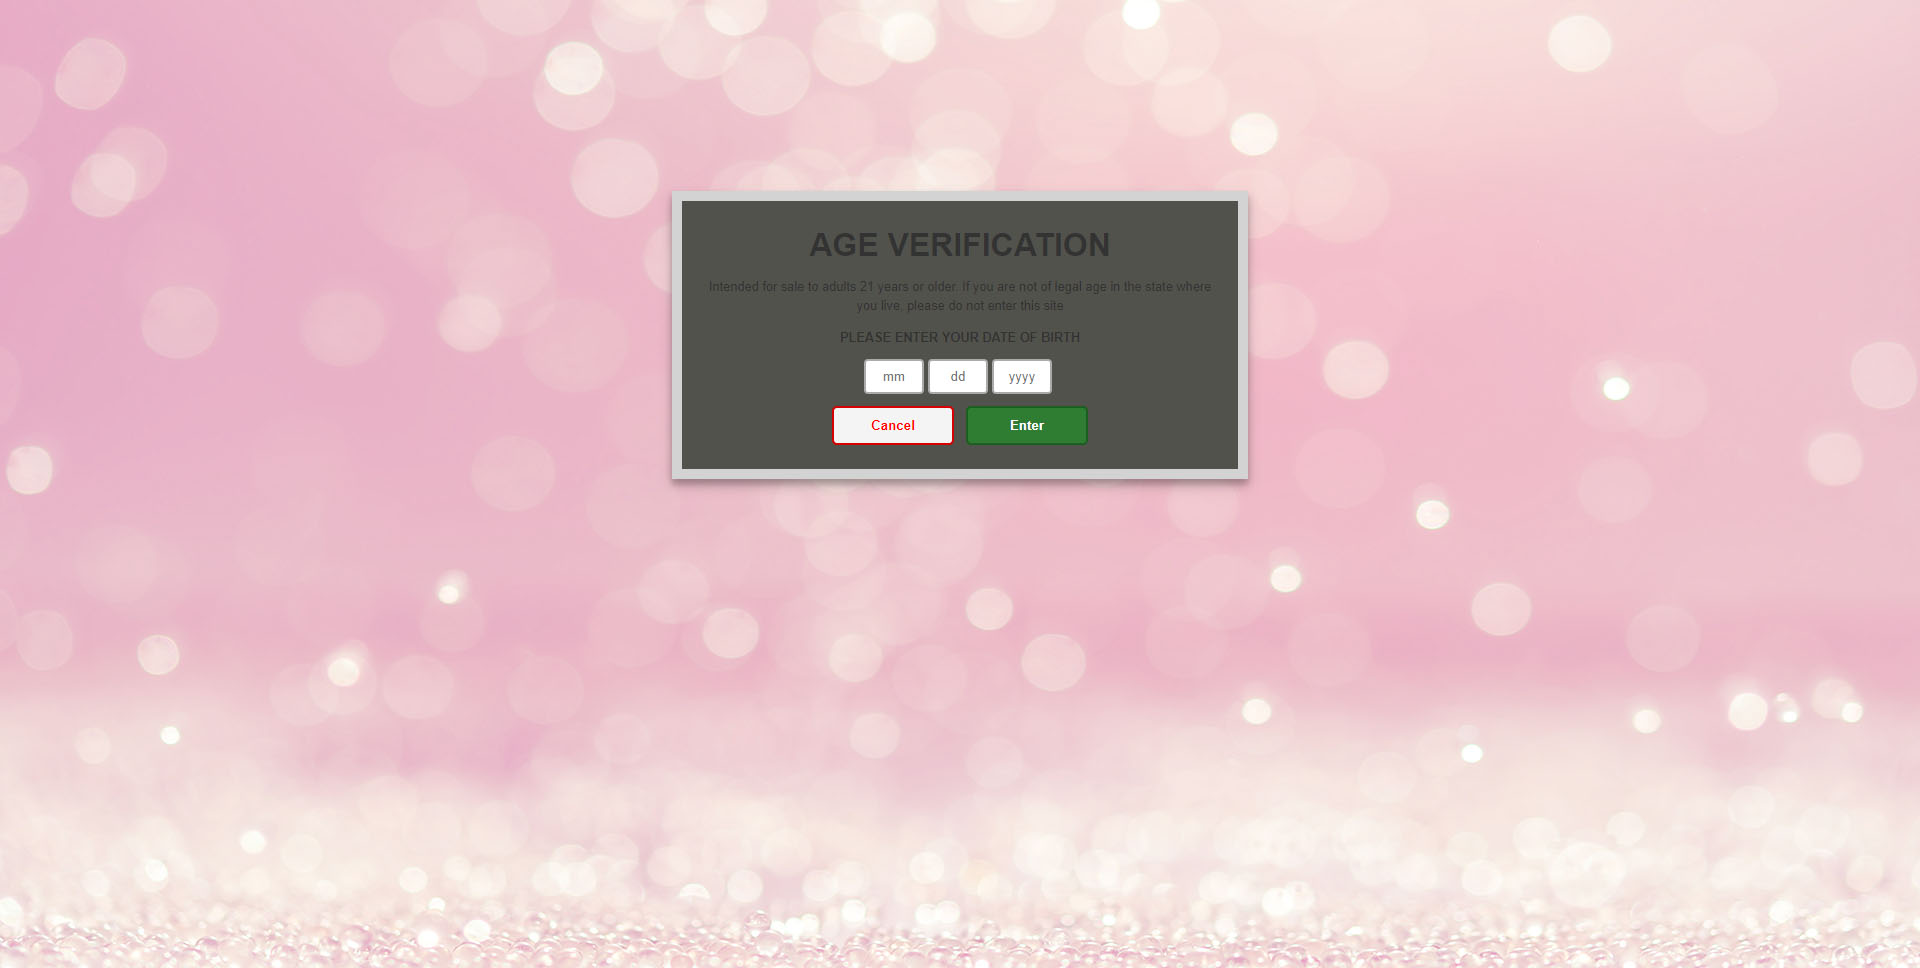 AGE VERIFICATION
Intended for sale to adults 21 years or older. If you are not of legal age in the state where
you live, please do not enter this site
PLEASE ENTER YOUR DATE OF BIRTH
mm dd yyyy
Cancel Enter